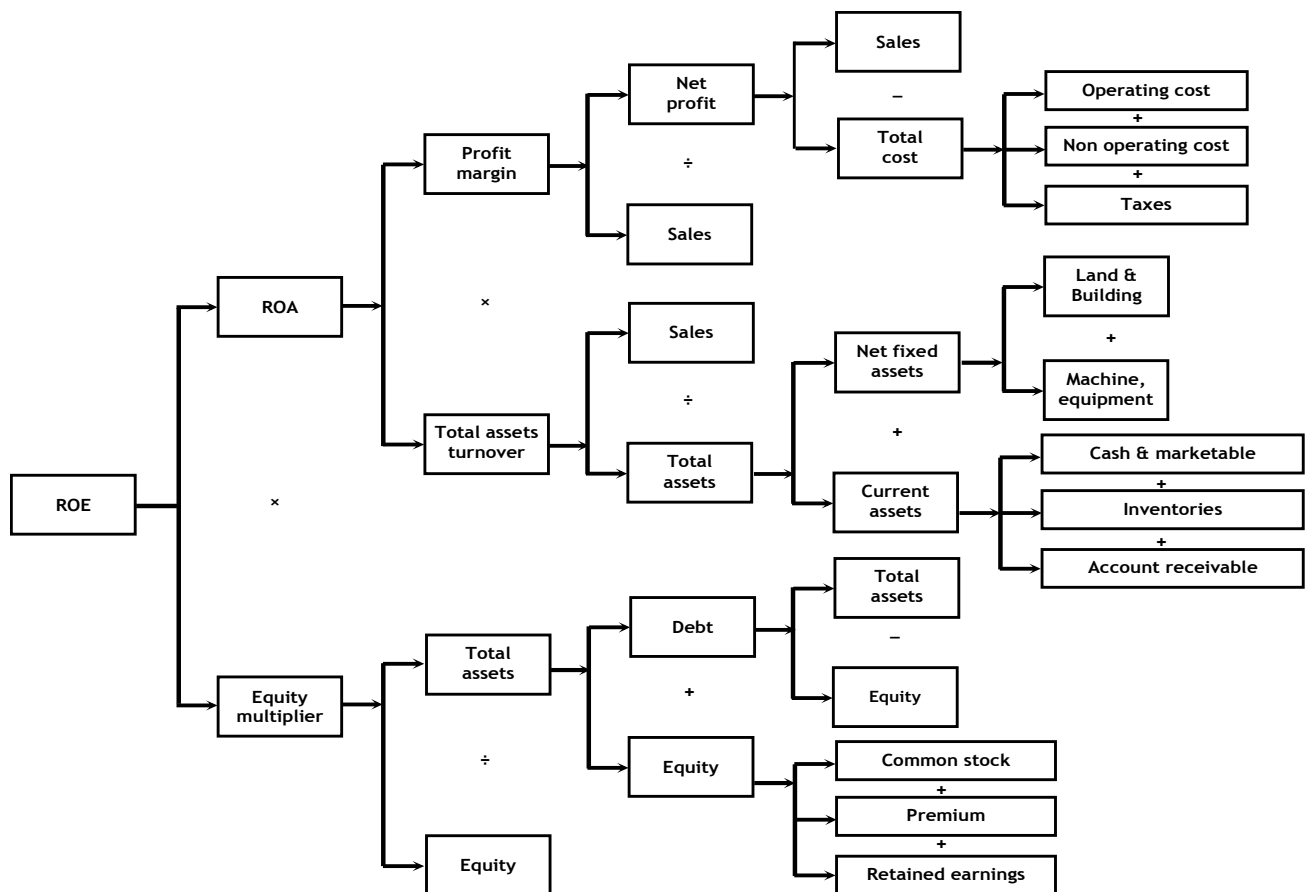 Sales
–
Net
profit
Operating cost
+
Total
cost
Non operating cost
+
Taxes
Profit
margin
÷
Sales
×
ROA
Sales
÷
Total assets
turnover
Total
assets
Net fixed
assets
Land &
Building
+
Machine,
equipment
+
Current
assets
Cash & marketable
+
Inventories
+
Account receivable
ROE
×
Equity
multiplier
Total
assets
÷
Equity
Debt
+
Equity
Total
assets
–
Equity
Common stock
+
Premium
+
Retained earnings